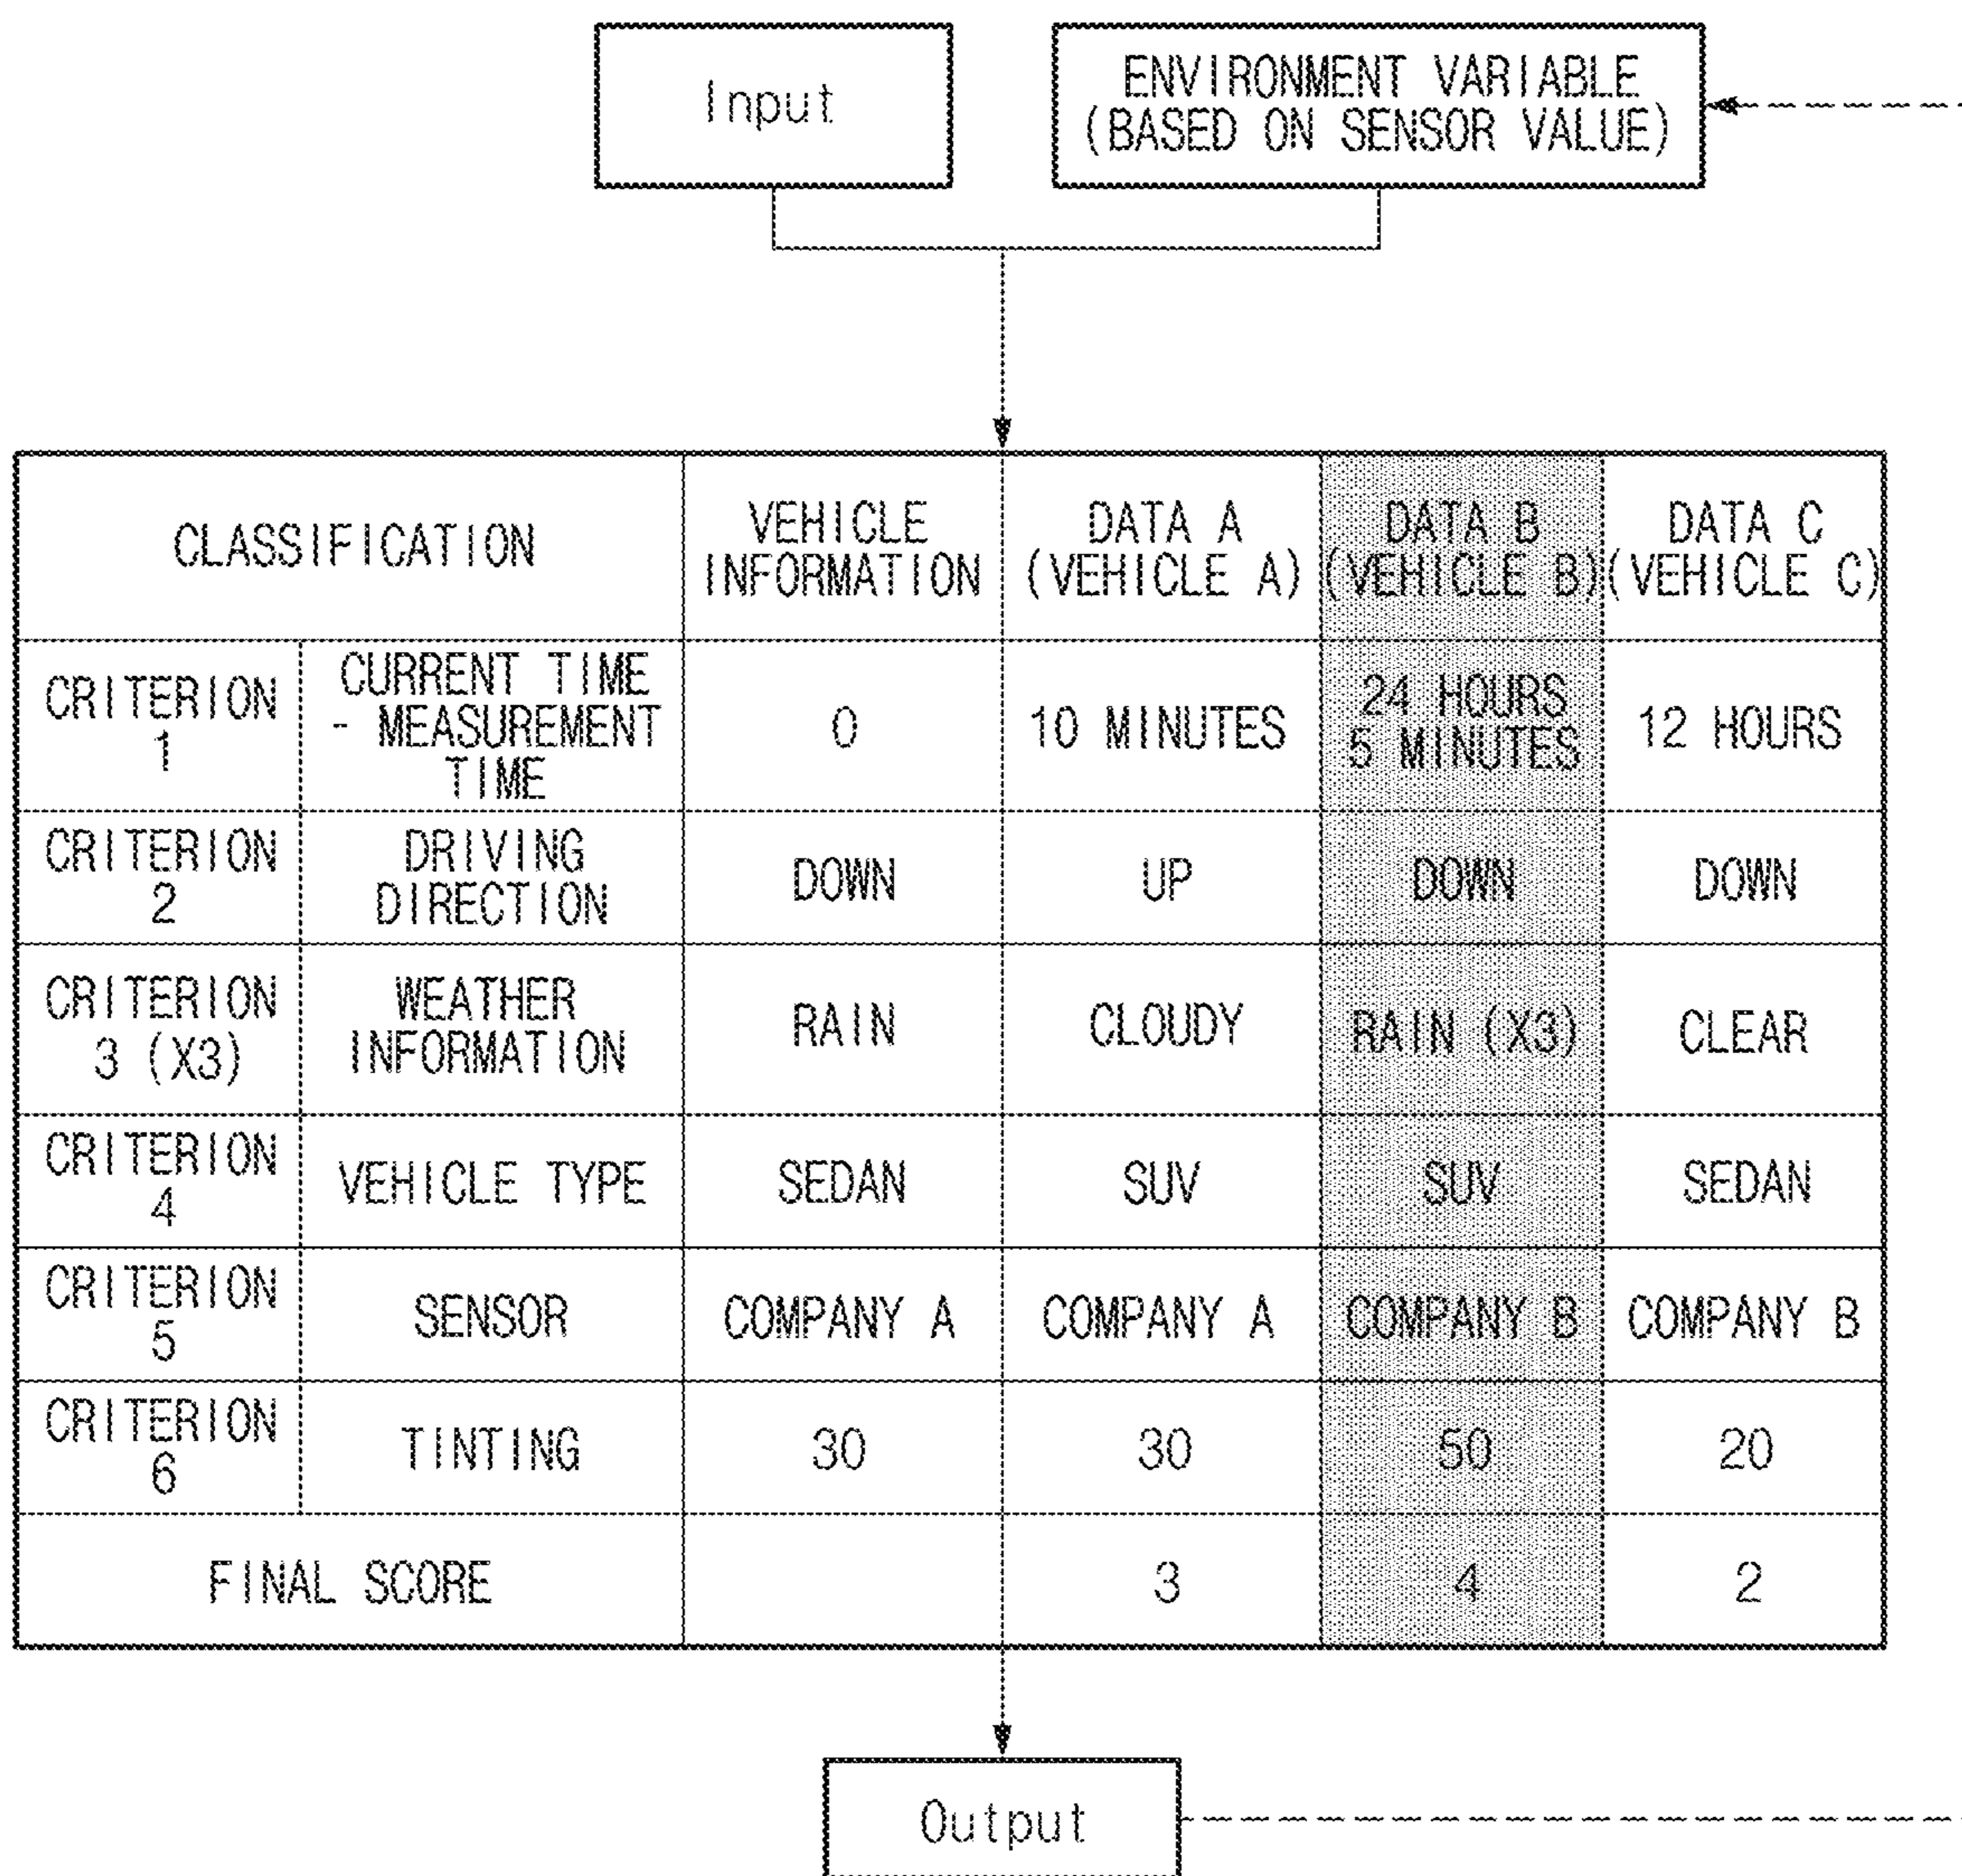 Input
ENVIRONMENT VARIABLE
(BASED ON SENSOR VALUE)
CLASSIFICATION
VEHICLE
INFORMATION
DATA A
(VEHICLE A)
DATA B
(VEHICLE B)
DATA C
(VEHICLE C)
CRITERION
1
CURRENT TIME
- MEASUREMENT
TIME
0
10 MINUTES
24 HOURS
5 MINUTES
12 HOURS
CRITERION
2
DRIVING
DIRECTION
DOWN
UP
DOWN
DOWN
CRITERION
3 (X3)
WEATHER
INFORMATION
RAIN
CLOUDY
RAIN (X3)
CLEAR
CRITERION
4
VEHICLE TYPE
SEDAN
SUV
SUV
SEDAN
CRITERION
5
SENSOR
COMPANY A
COMPANY A
COMPANY B
COMPANY B
CRITERION
6
TINTING
30
30
50
20
FINAL SCORE
3
4
2
Output